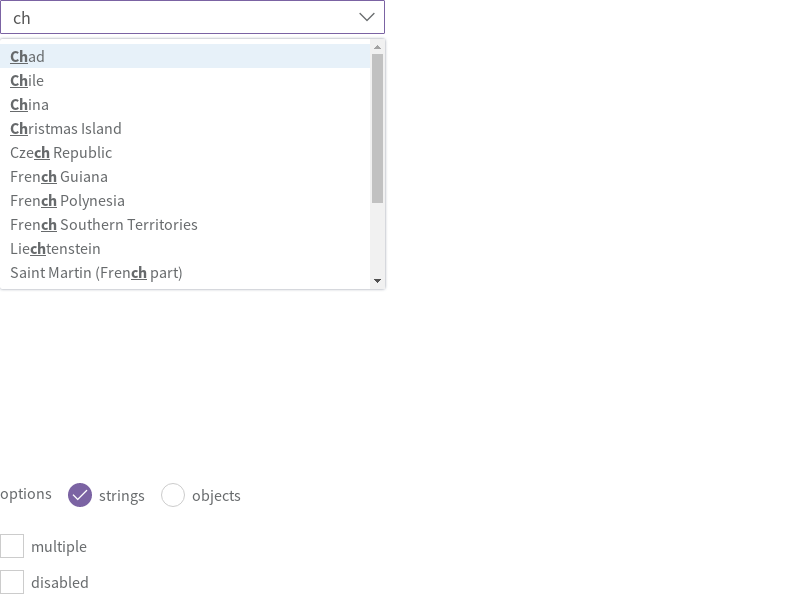 ch
Chad
Chile
China
Christmas Island
Czech Republic
French Guiana
French Polynesia
French Southern Territories
Liechtenstein
Saint Martin (French part)
options strings objects
multiple
disabled